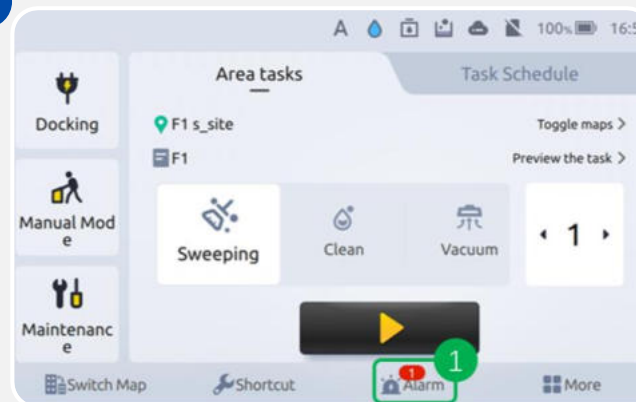 A 100% 16:5
Area tasks Task Schedule
Docking
F1 s_site Toggle maps >
F1 Preview the task >
Manual Mod
e
Sweeping Clean Vacuum 1
Maintenanc
e
1
1
Switch Map Shortcut Alarm More